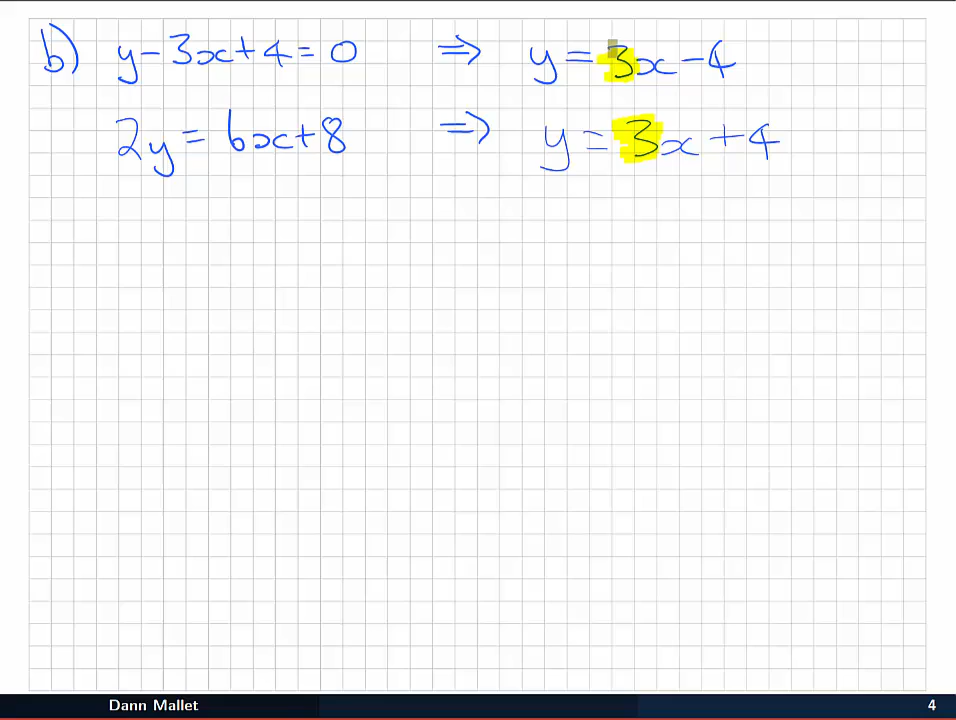 b) y-3x+4=0 ⇒ y=3x-4
2y=6x+8 ⇒ y=3x+4
Dann Mallet 4